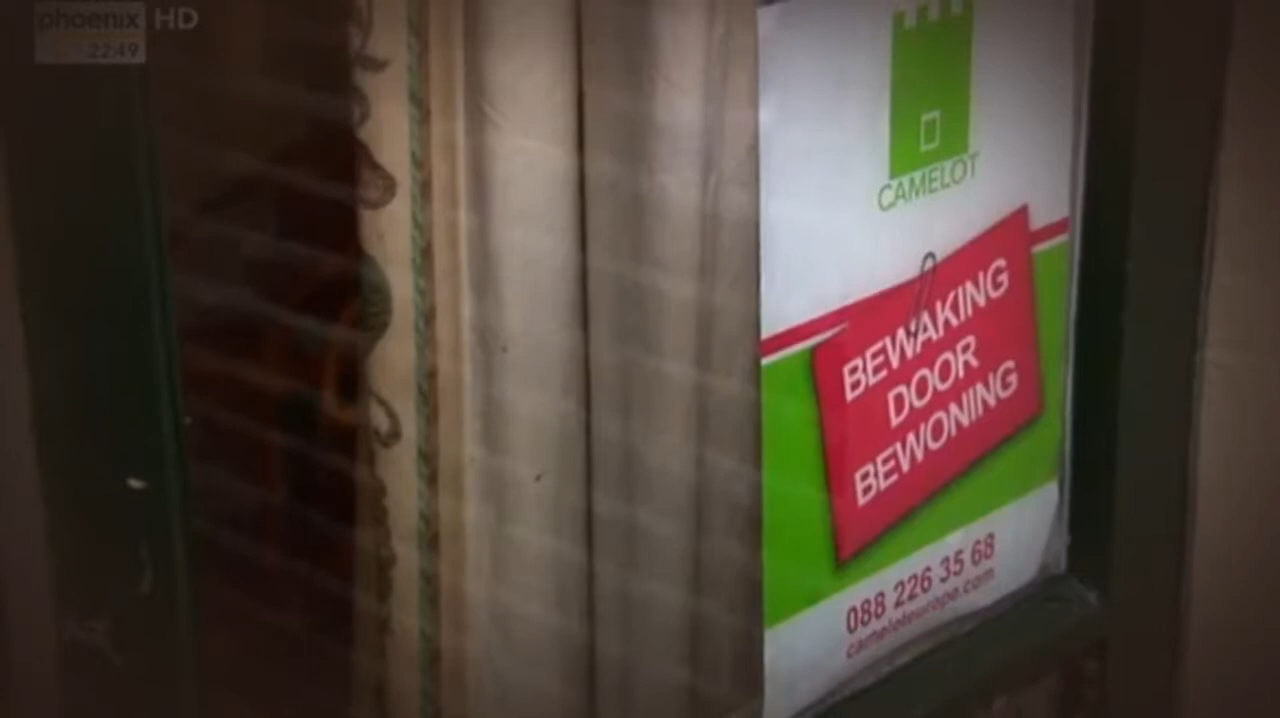 phoenix HD
22:49
CAMELOT
BEWAKING
DOOR
BEWONING
088 226 35 68
cameloteurope.com